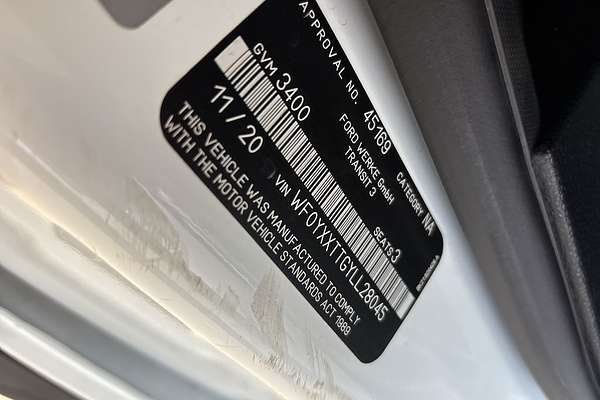 APPROVAL NO. 45169 CATEGORY NA
FORD WERKE GmbH
TRANSIT 3
GVM 3400 SEATS 3
11/20 VIN WF0YXXTTGYLL28045
THIS VEHICLE WAS MANUFACTURED TO COMPLY
WITH THE MOTOR VEHICLE STANDARDS ACT 1989